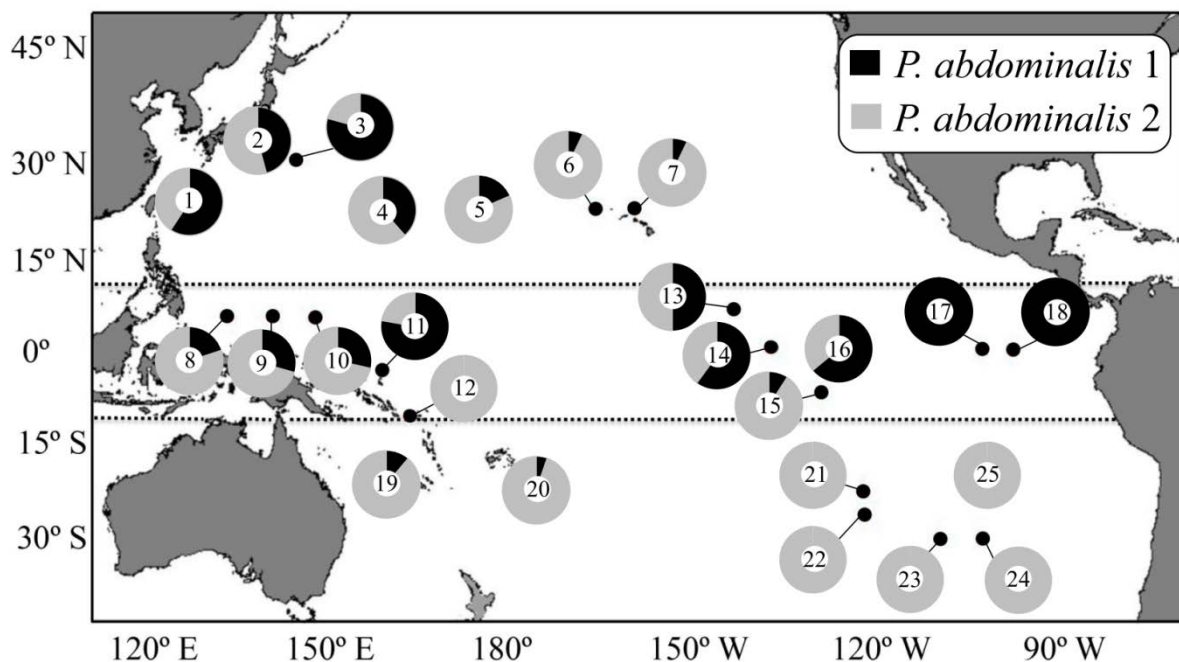 45º N
30º N
15º N
0º
15º S
30º S
P. abdominalis 1
P. abdominalis 2
1
2
3
4
5
6
7
8
9
10
11
12
13
14
15
16
17
18
19
20
21
22
23
24
25
120º E
150º E
180º
150º W
120º W
90º W